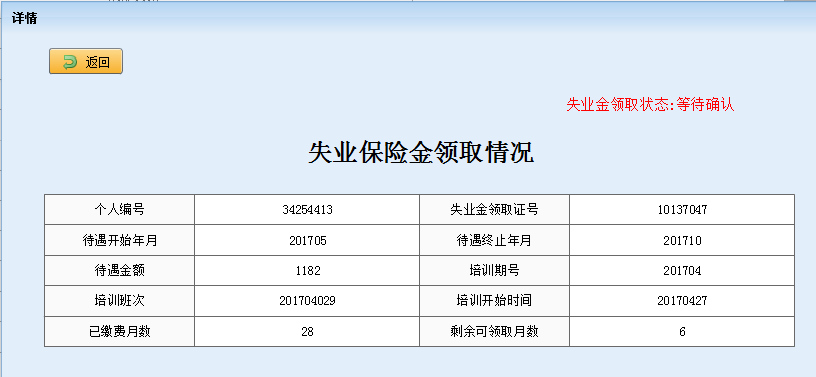 详情
返回
失业金领取状态:等待确认
失业保险金领取情况
个人编号 34254413 失业金领取证号 10137047
待遇开始年月 201705 待遇终止年月 201710
待遇金额 1182 培训期号 201704
培训班次 201704029 培训开始时间 20170427
已缴费月数 28 剩余可领取月数 6